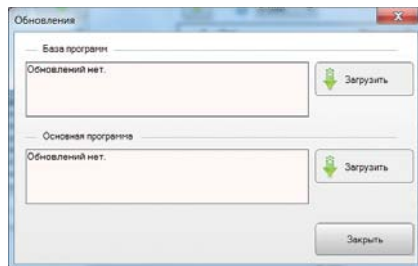 Обновления
База программ
Обновлений нет.
Загрузить
Основная программа
Обновлений нет.
Загрузить
Закрыть